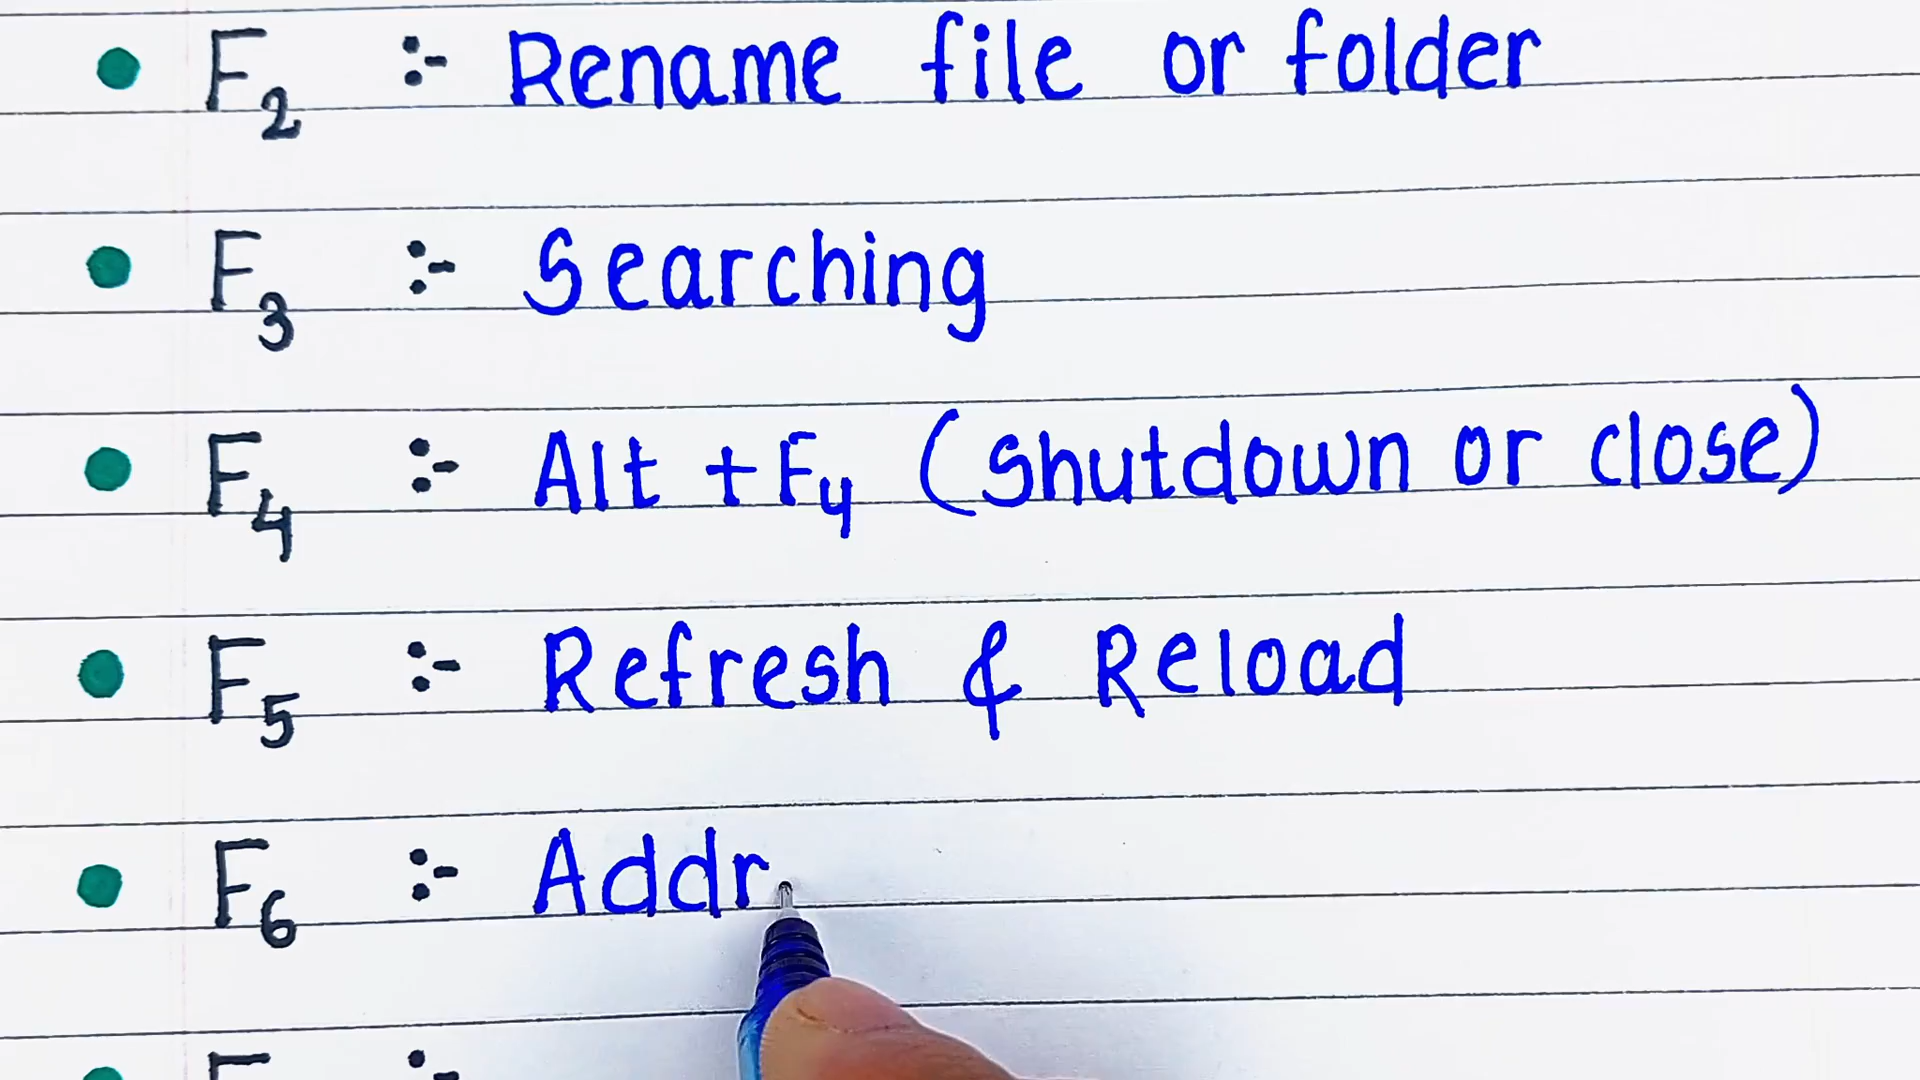 F2 :- Rename file or folder
F3 :- Searching
F4 :- Alt + F4 (Shutdown or close)
F5 :- Refresh & Reload
F6 :- Addr
F :-